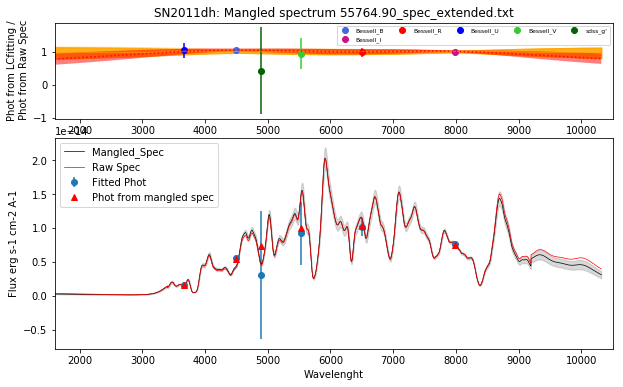 SN2011dh: Mangled spectrum 55764.90_spec_extended.txt
Phot from LCfitting /
Phot from Raw Spec
1
0
−1
Bessell_B
Bessell_R
Bessell_U
Bessell_V
sdss_g'
Bessell_I
2000
3000
4000
5000
6000
7000
8000
9000
10000
1e−14
Flux erg s-1 cm-2 A-1
2.0
1.5
1.0
0.5
0.0
−0.5
Mangled_Spec
Raw Spec
Fitted Phot
Phot from mangled spec
2000
3000
4000
5000
6000
7000
8000
9000
10000
Wavelenght